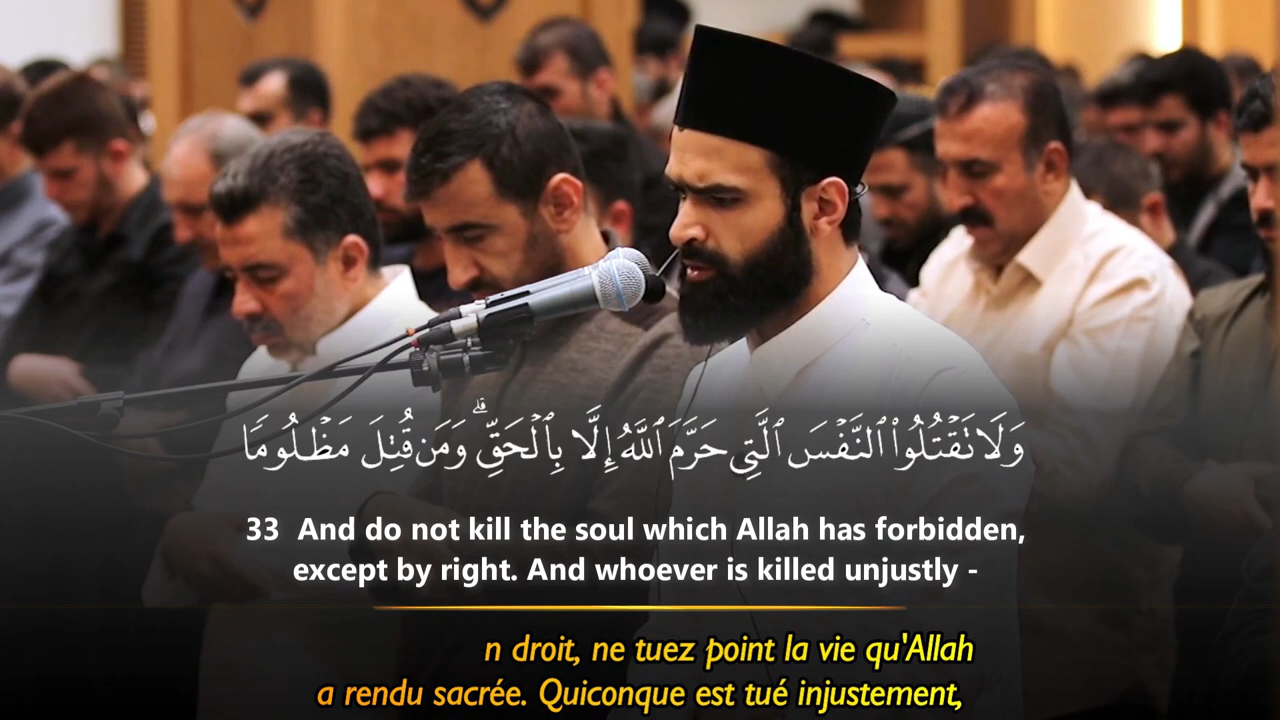 وَلَا تَقْتُلُوا۟ ٱلنَّفْسَ ٱلَّتِى حَرَّمَ ٱللَّهُ إِلَّا بِٱلْحَقِّ ۗ وَمَن قُتِلَ مَظْلُومًا
33 And do not kill the soul which Allah has forbidden,
except by right. And whoever is killed unjustly -
n droit, ne tuez point la vie qu'Allah
a rendu sacrée. Quiconque est tué injustement,